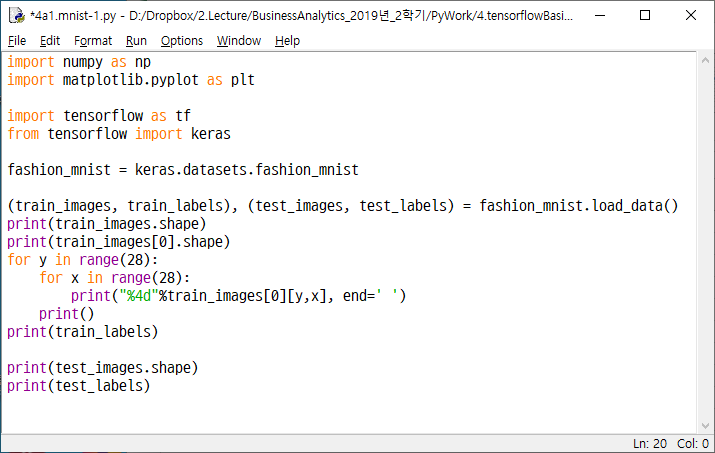 *4a1.mnist-1.py - D:/Dropbox/2.Lecture/BusinessAnalytics_2019년_2학기/PyWork/4.tensorflowBasi...
File Edit Format Run Options Window Help
import numpy as np
import matplotlib.pyplot as plt
import tensorflow as tf
from tensorflow import keras
fashion_mnist = keras.datasets.fashion_mnist
(train_images, train_labels), (test_images, test_labels) = fashion_mnist.load_data()
print(train_images.shape)
print(train_images[0].shape)
for y in range(28):
    for x in range(28):
        print("%4d"%train_images[0][y,x], end=' ')
    print()
print(train_labels)
print(test_images.shape)
print(test_labels)
Ln: 20 Col: 0